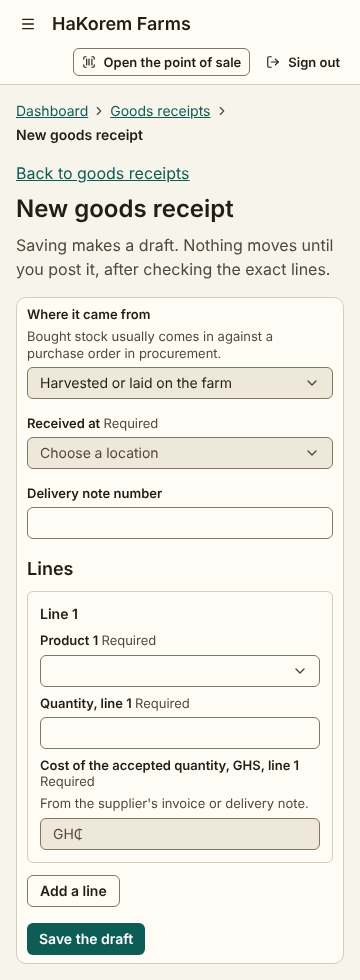 HaKorem Farms
Open the point of sale
Sign out
Dashboard > Goods receipts >
New goods receipt
Back to goods receipts
New goods receipt
Saving makes a draft. Nothing moves until
you post it, after checking the exact lines.
Where it came from
Bought stock usually comes in against a
purchase order in procurement.
Harvested or laid on the farm
Received at Required
Choose a location
Delivery note number
Lines
Line 1
Product 1 Required
Quantity, line 1 Required
Cost of the accepted quantity, GHS, line 1
Required
From the supplier's invoice or delivery note.
GH₵
Add a line
Save the draft